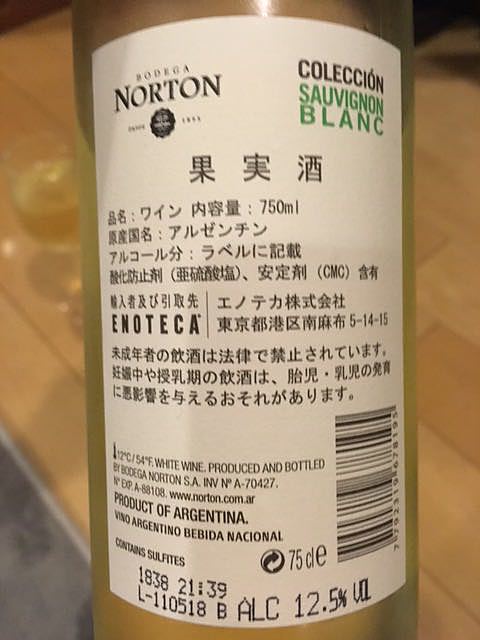 BODEGA
NORTON
DESDE 1895
COLECCIÓN
SAUVIGNON
BLANC
果実酒
品名：ワイン 内容量：750ml
原産国名：アルゼンチン
アルコール分：ラベルに記載
酸化防止剤（亜硫酸塩）、安定剤（CMC）含有
輸入者及び引取先
ENOTECA
エノテカ株式会社
東京都港区南麻布5-14-15
未成年者の飲酒は法律で禁止されています。
妊娠中や授乳期の飲酒は、胎児・乳児の発育
に悪影響を与えるおそれがあります。
12°C/54°F. WHITE WINE. PRODUCED AND BOTTLED
BY BODEGA NORTON S.A. INV Nº A-70427.
Nº EXP. A-88108. www.norton.com.ar
PRODUCT OF ARGENTINA.
VINO ARGENTINO BEBIDA NACIONAL
CONTAINS SULFITES
75 cl e
7792319678195
1838 21:39
L-110518 B ALC 12.5% VOL